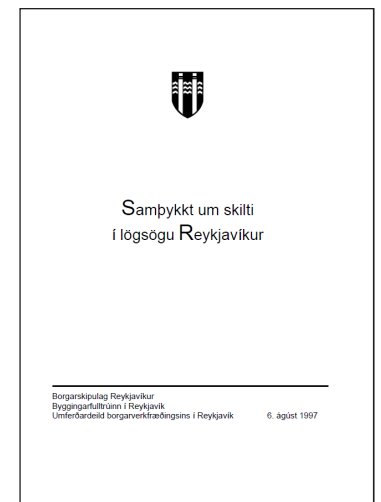 Samþykkt um skilti
í lögsögu Reykjavíkur
Borgarskipulag Reykjavíkur
Byggingarfulltrúinn í Reykjavík
Umferðardeild borgarverkfræðingsins í Reykjavík 6. ágúst 1997